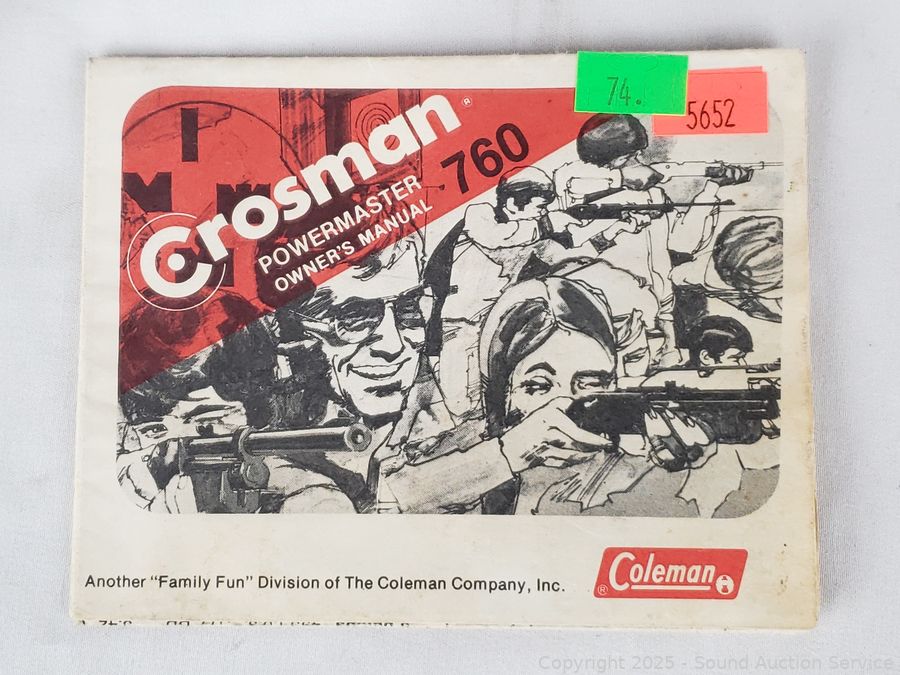 74.
5652
Crosman®
760
POWERMASTER
OWNER'S MANUAL
Another "Family Fun" Division of The Coleman Company, Inc.
® Coleman
Copyright 2025 - Sound Auction Service